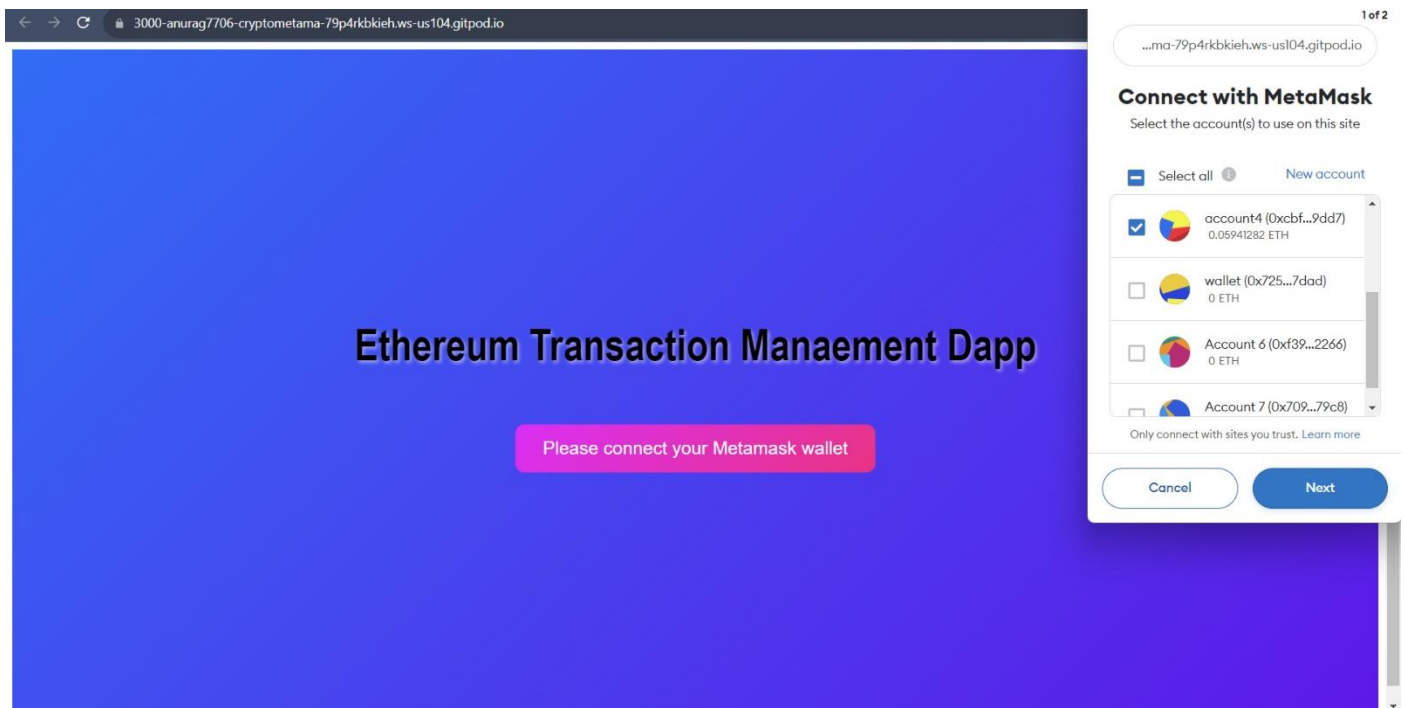 3000-anurag7706-cryptometama-79p4rkbkieh.ws-us104.gitpod.io
1 of 2
...ma-79p4rkbkieh.ws-us104.gitpod.io
Connect with MetaMask
Select the account(s) to use on this site
Select all
New account
account4 (0xcbf...9dd7)
0.05941282 ETH
wallet (0x725...7dad)
0 ETH
Account 6 (0xf39...2266)
0 ETH
Account 7 (0x709...79c8)
Only connect with sites you trust. Learn more
Cancel
Next
Ethereum Transaction Manaement Dapp
Please connect your Metamask wallet